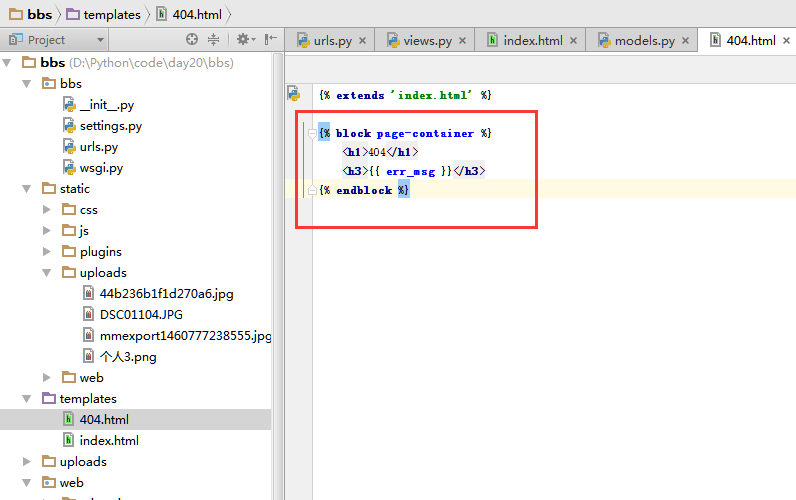 bbs templates 404.html
Project
urls.py views.py index.html models.py 404.html
bbs (D:\Python\code\day20\bbs)
bbs
__init__.py
settings.py
urls.py
wsgi.py
static
css
js
plugins
uploads
44b236b1f1d270a6.jpg
DSC01104.JPG
mmexport1460777238555.jpg
个人3.png
web
templates
404.html
index.html
uploads
web
{% extends 'index.html' %}
{% block page-container %}
<h1>404</h1>
<h3>{{ err_msg }}</h3>
{% endblock %}